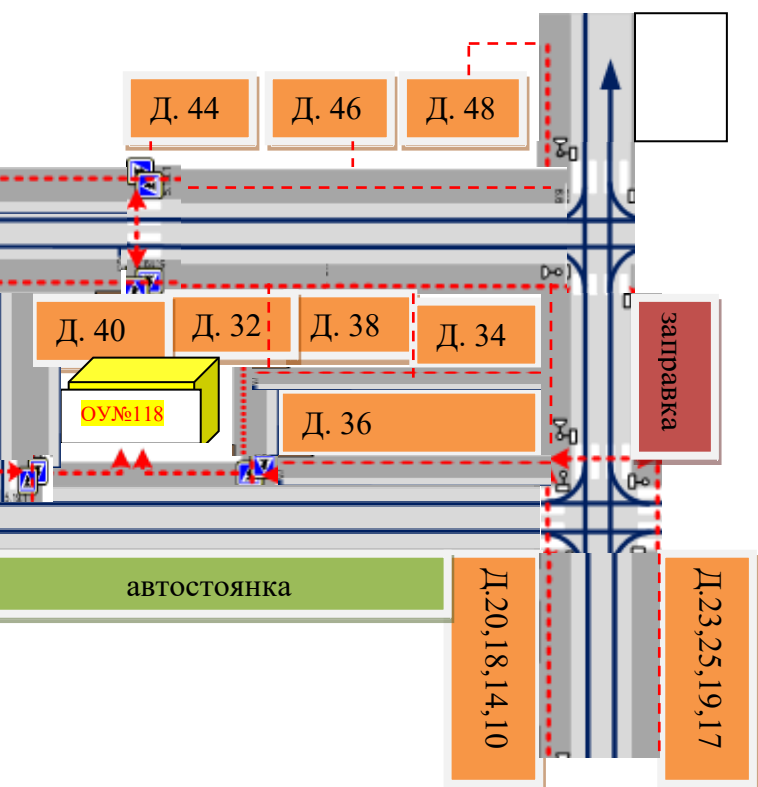 Д. 44
Д. 46
Д. 48
Д. 40
Д. 32
Д. 38
Д. 34
заправка
ОУ№118
Д. 36
автостоянка
Д.20,18,14,10
Д.23,25,19,17